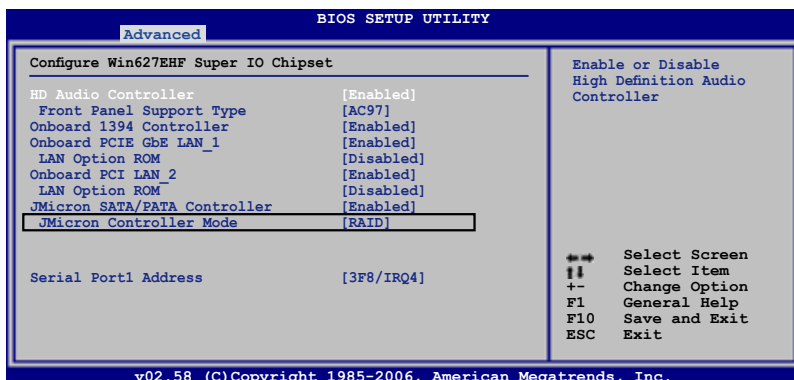 BIOS SETUP UTILITY
Advanced
Configure Win627EHF Super IO Chipset
HD Audio Controller [Enabled]
Front Panel Support Type [AC97]
Onboard 1394 Controller [Enabled]
Onboard PCIE GbE LAN_1 [Enabled]
LAN Option ROM [Disabled]
Onboard PCI LAN_2 [Enabled]
LAN Option ROM [Disabled]
JMicron SATA/PATA Controller [Enabled]
JMicron Controller Mode [RAID]
Serial Port1 Address [3F8/IRQ4]
Enable or Disable
High Definition Audio
Controller
←→ Select Screen
↑↓ Select Item
+- Change Option
F1 General Help
F10 Save and Exit
ESC Exit
v02.58 (C)Copyright 1985-2006, American Megatrends, Inc.